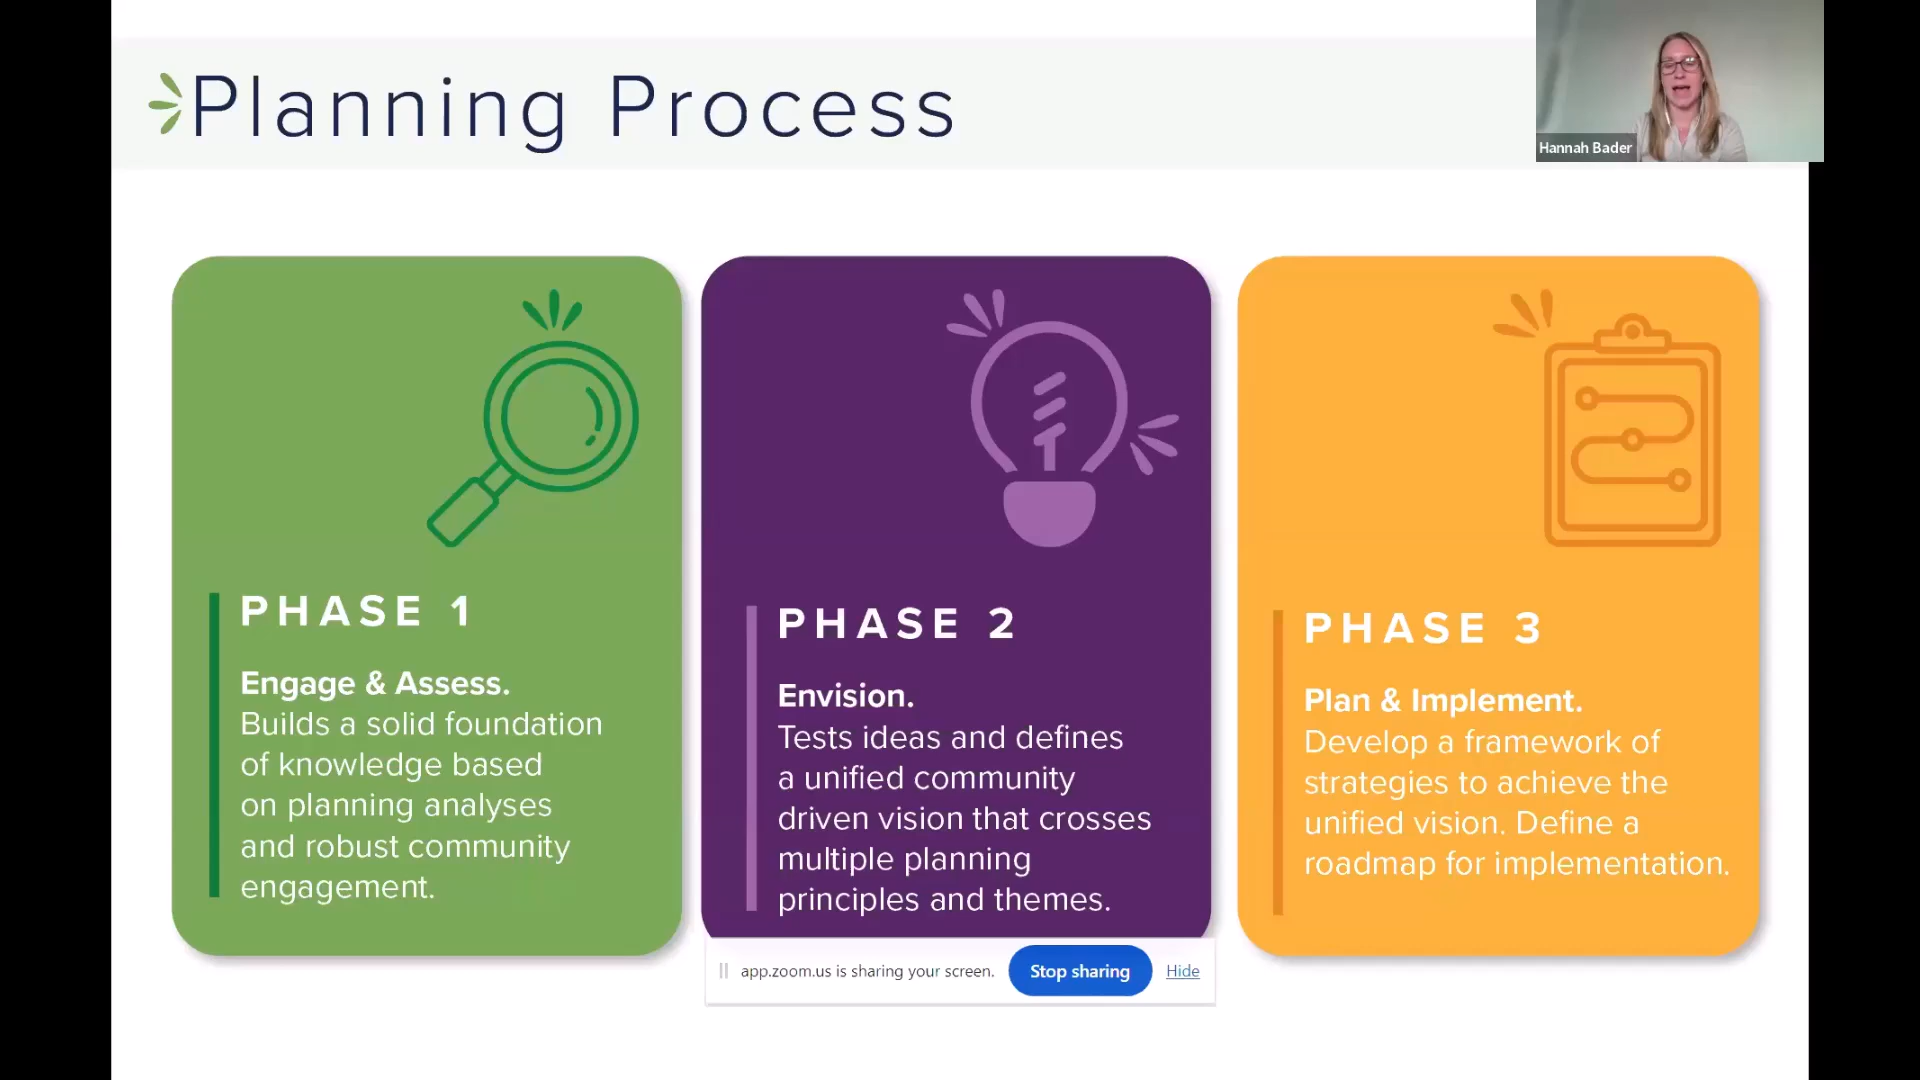 Planning Process
Hannah Bader
PHASE 1
Engage & Assess.
Builds a solid foundation
of knowledge based
on planning analyses
and robust community
engagement.
PHASE 2
Envision.
Tests ideas and defines
a unified community
driven vision that crosses
multiple planning
principles and themes.
PHASE 3
Plan & Implement.
Develop a framework of
strategies to achieve the
unified vision. Define a
roadmap for implementation.
app.zoom.us is sharing your screen.
Stop sharing
Hide